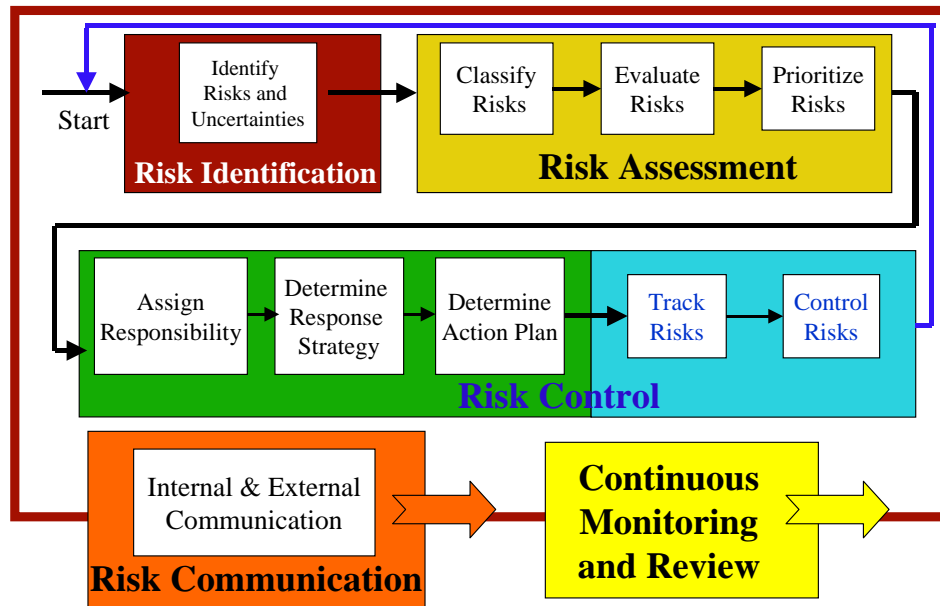 Start
Identify
Risks and
Uncertainties
Risk Identification
Classify
Risks
Evaluate
Risks
Prioritize
Risks
Risk Assessment
Assign
Responsibility
Determine
Response
Strategy
Determine
Action Plan
Track
Risks
Control
Risks
Risk Control
Internal & External
Communication
Risk Communication
Continuous
Monitoring
and Review